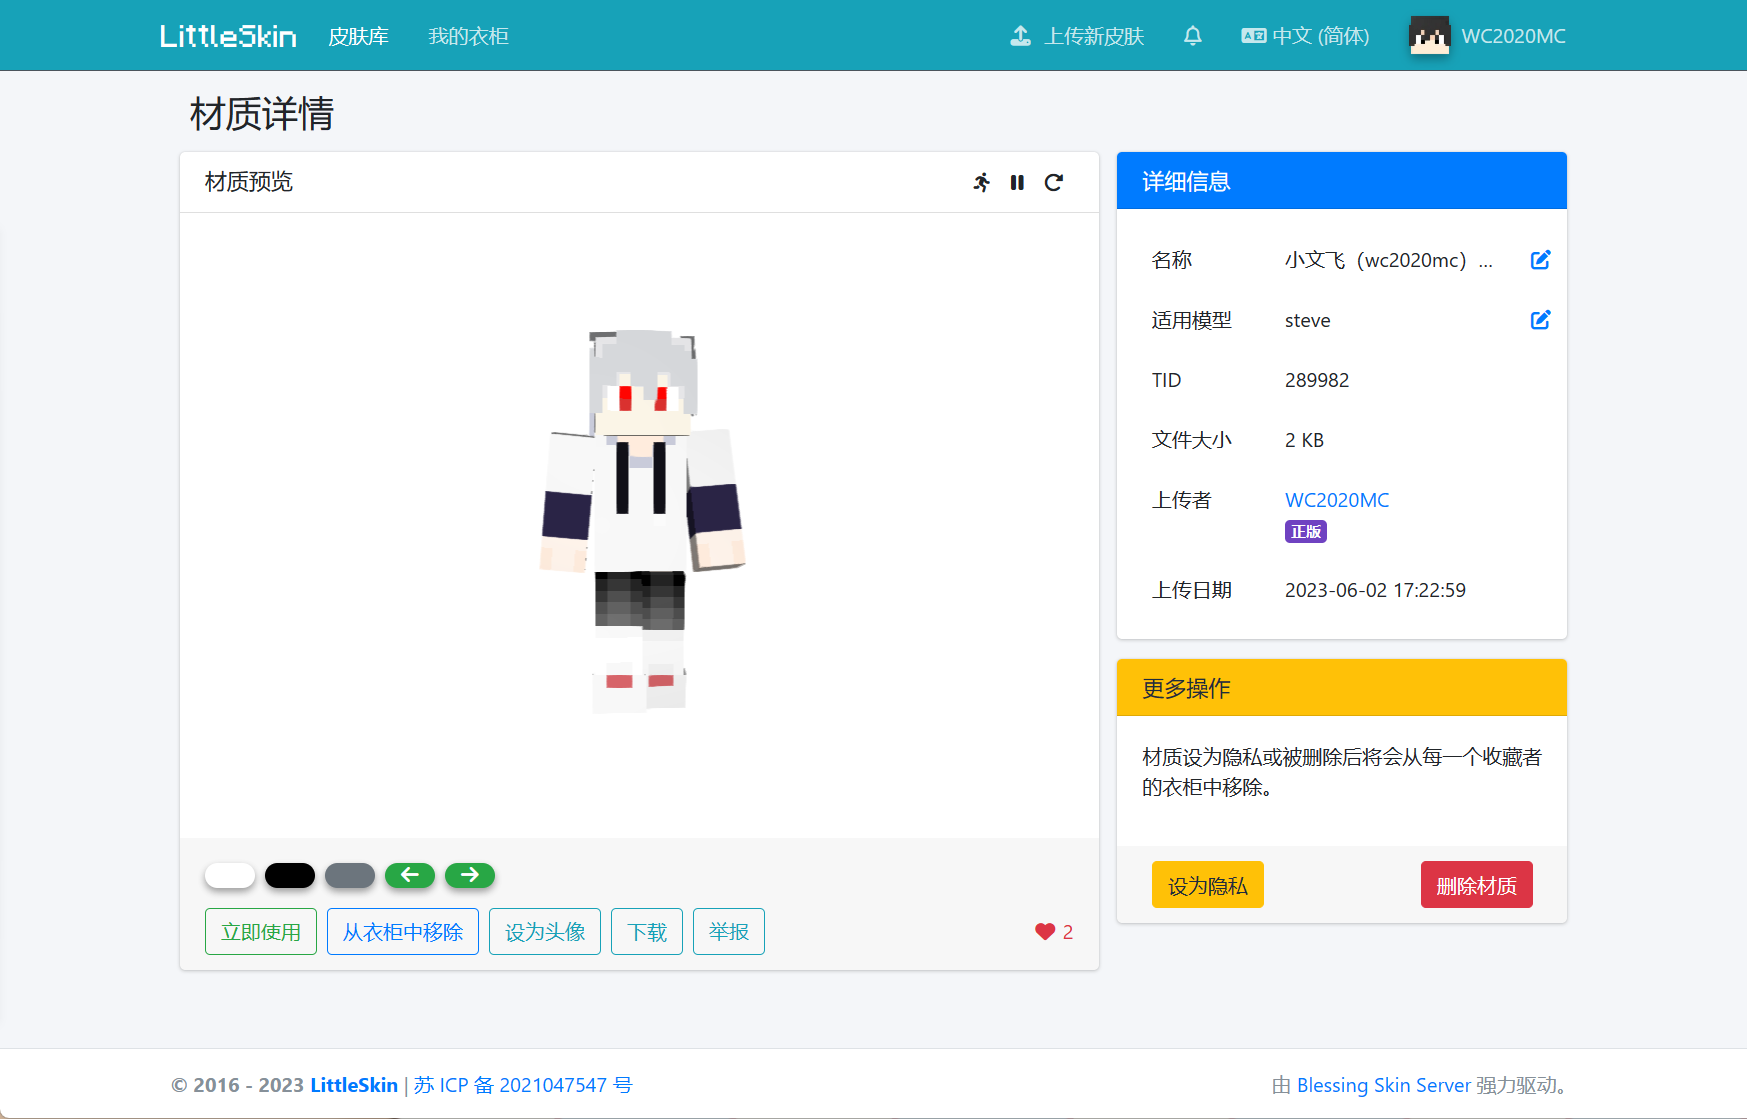 LittleSkin 皮肤库 我的衣柜 上传新皮肤 中文 (简体) WC2020MC
材质详情
材质预览
立即使用 从衣柜中移除 设为头像 下载 举报 2
详细信息
名称 小文飞（wc2020mc）...
适用模型 steve
TID 289982
文件大小 2 KB
上传者 WC2020MC
正版
上传日期 2023-06-02 17:22:59
更多操作
材质设为隐私或被删除后将会从每一个收藏者
的衣柜中移除。
设为隐私 删除材质
© 2016 - 2023 LittleSkin | 苏 ICP 备 2021047547 号
由 Blessing Skin Server 强力驱动。